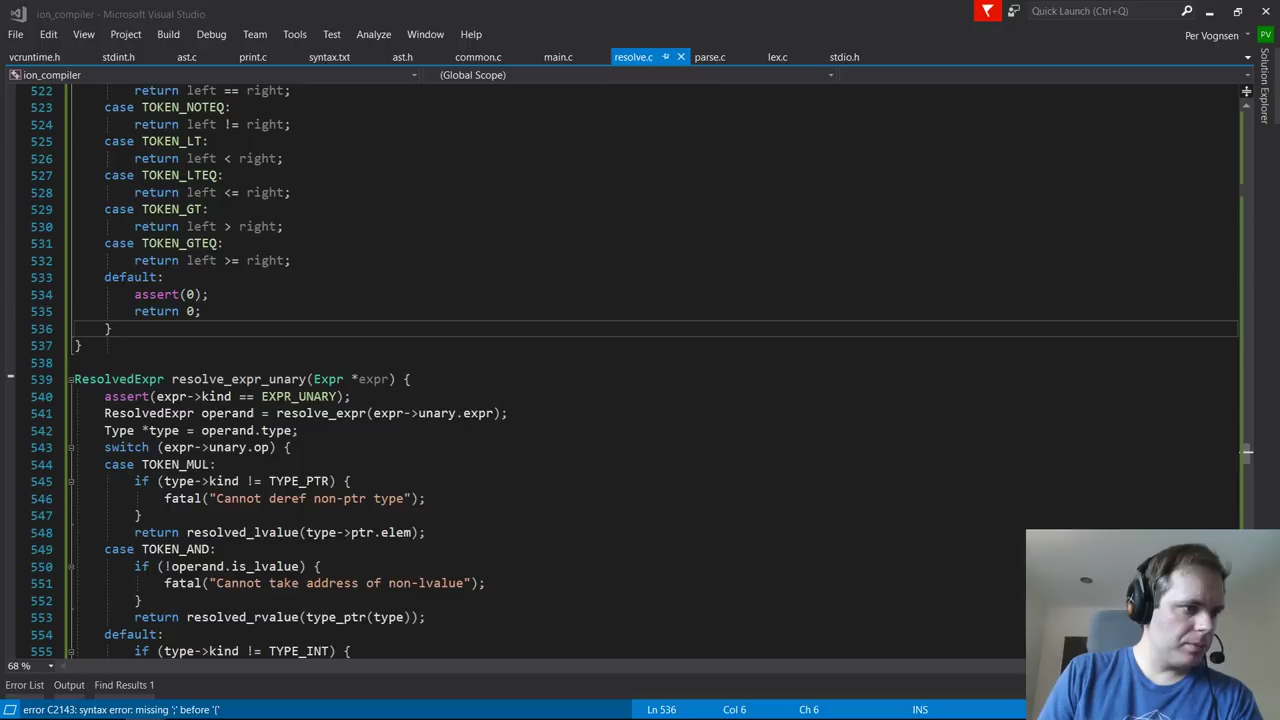 ion_compiler - Microsoft Visual Studio
Quick Launch (Ctrl+Q)
File Edit View Project Build Debug Team Tools Test Analyze Window Help
Per Vognsen PV
vcruntime.h stdint.h ast.c print.c syntax.txt ast.h common.c main.c resolve.c parse.c lex.c stdio.h
ion_compiler (Global Scope)
Solution Explorer
522 return left == right;
523 case TOKEN_NOTEQ:
524 return left != right;
525 case TOKEN_LT:
526 return left < right;
527 case TOKEN_LTEQ:
528 return left <= right;
529 case TOKEN_GT:
530 return left > right;
531 case TOKEN_GTEQ:
532 return left >= right;
533 default:
534 assert(0);
535 return 0;
536 }
537 }
538
539 ResolvedExpr resolve_expr_unary(Expr *expr) {
540 assert(expr->kind == EXPR_UNARY);
541 ResolvedExpr operand = resolve_expr(expr->unary.expr);
542 Type *type = operand.type;
543 switch (expr->unary.op) {
544 case TOKEN_MUL:
545 if (type->kind != TYPE_PTR) {
546 fatal("Cannot deref non-ptr type");
547 }
548 return resolved_lvalue(type->ptr.elem);
549 case TOKEN_AND:
550 if (!operand.is_lvalue) {
551 fatal("Cannot take address of non-lvalue");
552 }
553 return resolved_rvalue(type_ptr(type));
554 default:
555 if (type->kind != TYPE_INT) {
68 %
Error List Output Find Results 1
error C2143: syntax error: missing ';' before '(' Ln 536 Col 6 Ch 6 INS